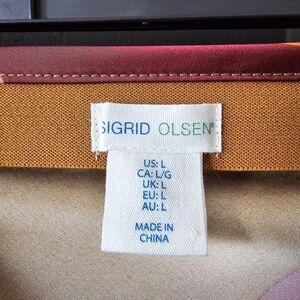 SIGRID OLSEN®
US: L
CA: L/G
UK: L
EU: L
AU: L
MADE IN
CHINA